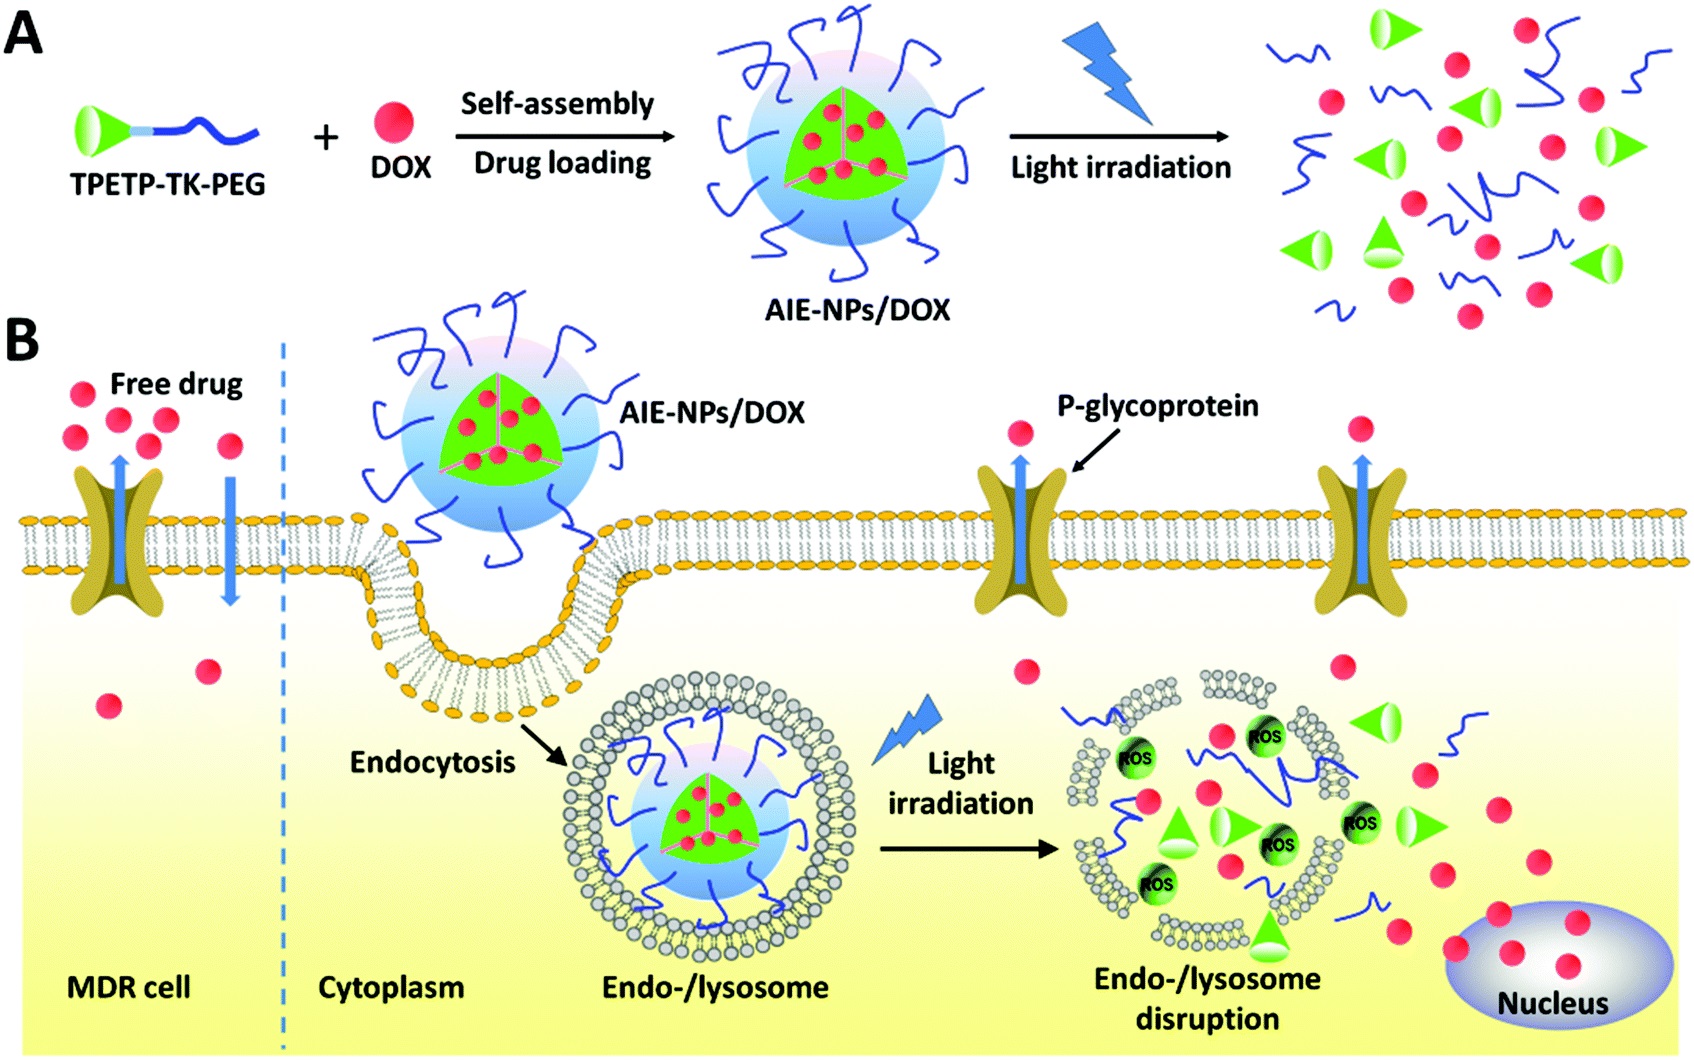 A
TPETP-TK-PEG
+
DOX
Self-assembly
Drug loading
AIE-NPs/DOX
Light irradiation
B
Free drug
AIE-NPs/DOX
P-glycoprotein
Endocytosis
Light
irradiation
ROS
ROS
ROS
ROS
ROS
MDR cell
Cytoplasm
Endo-/lysosome
Endo-/lysosome
disruption
Nucleus